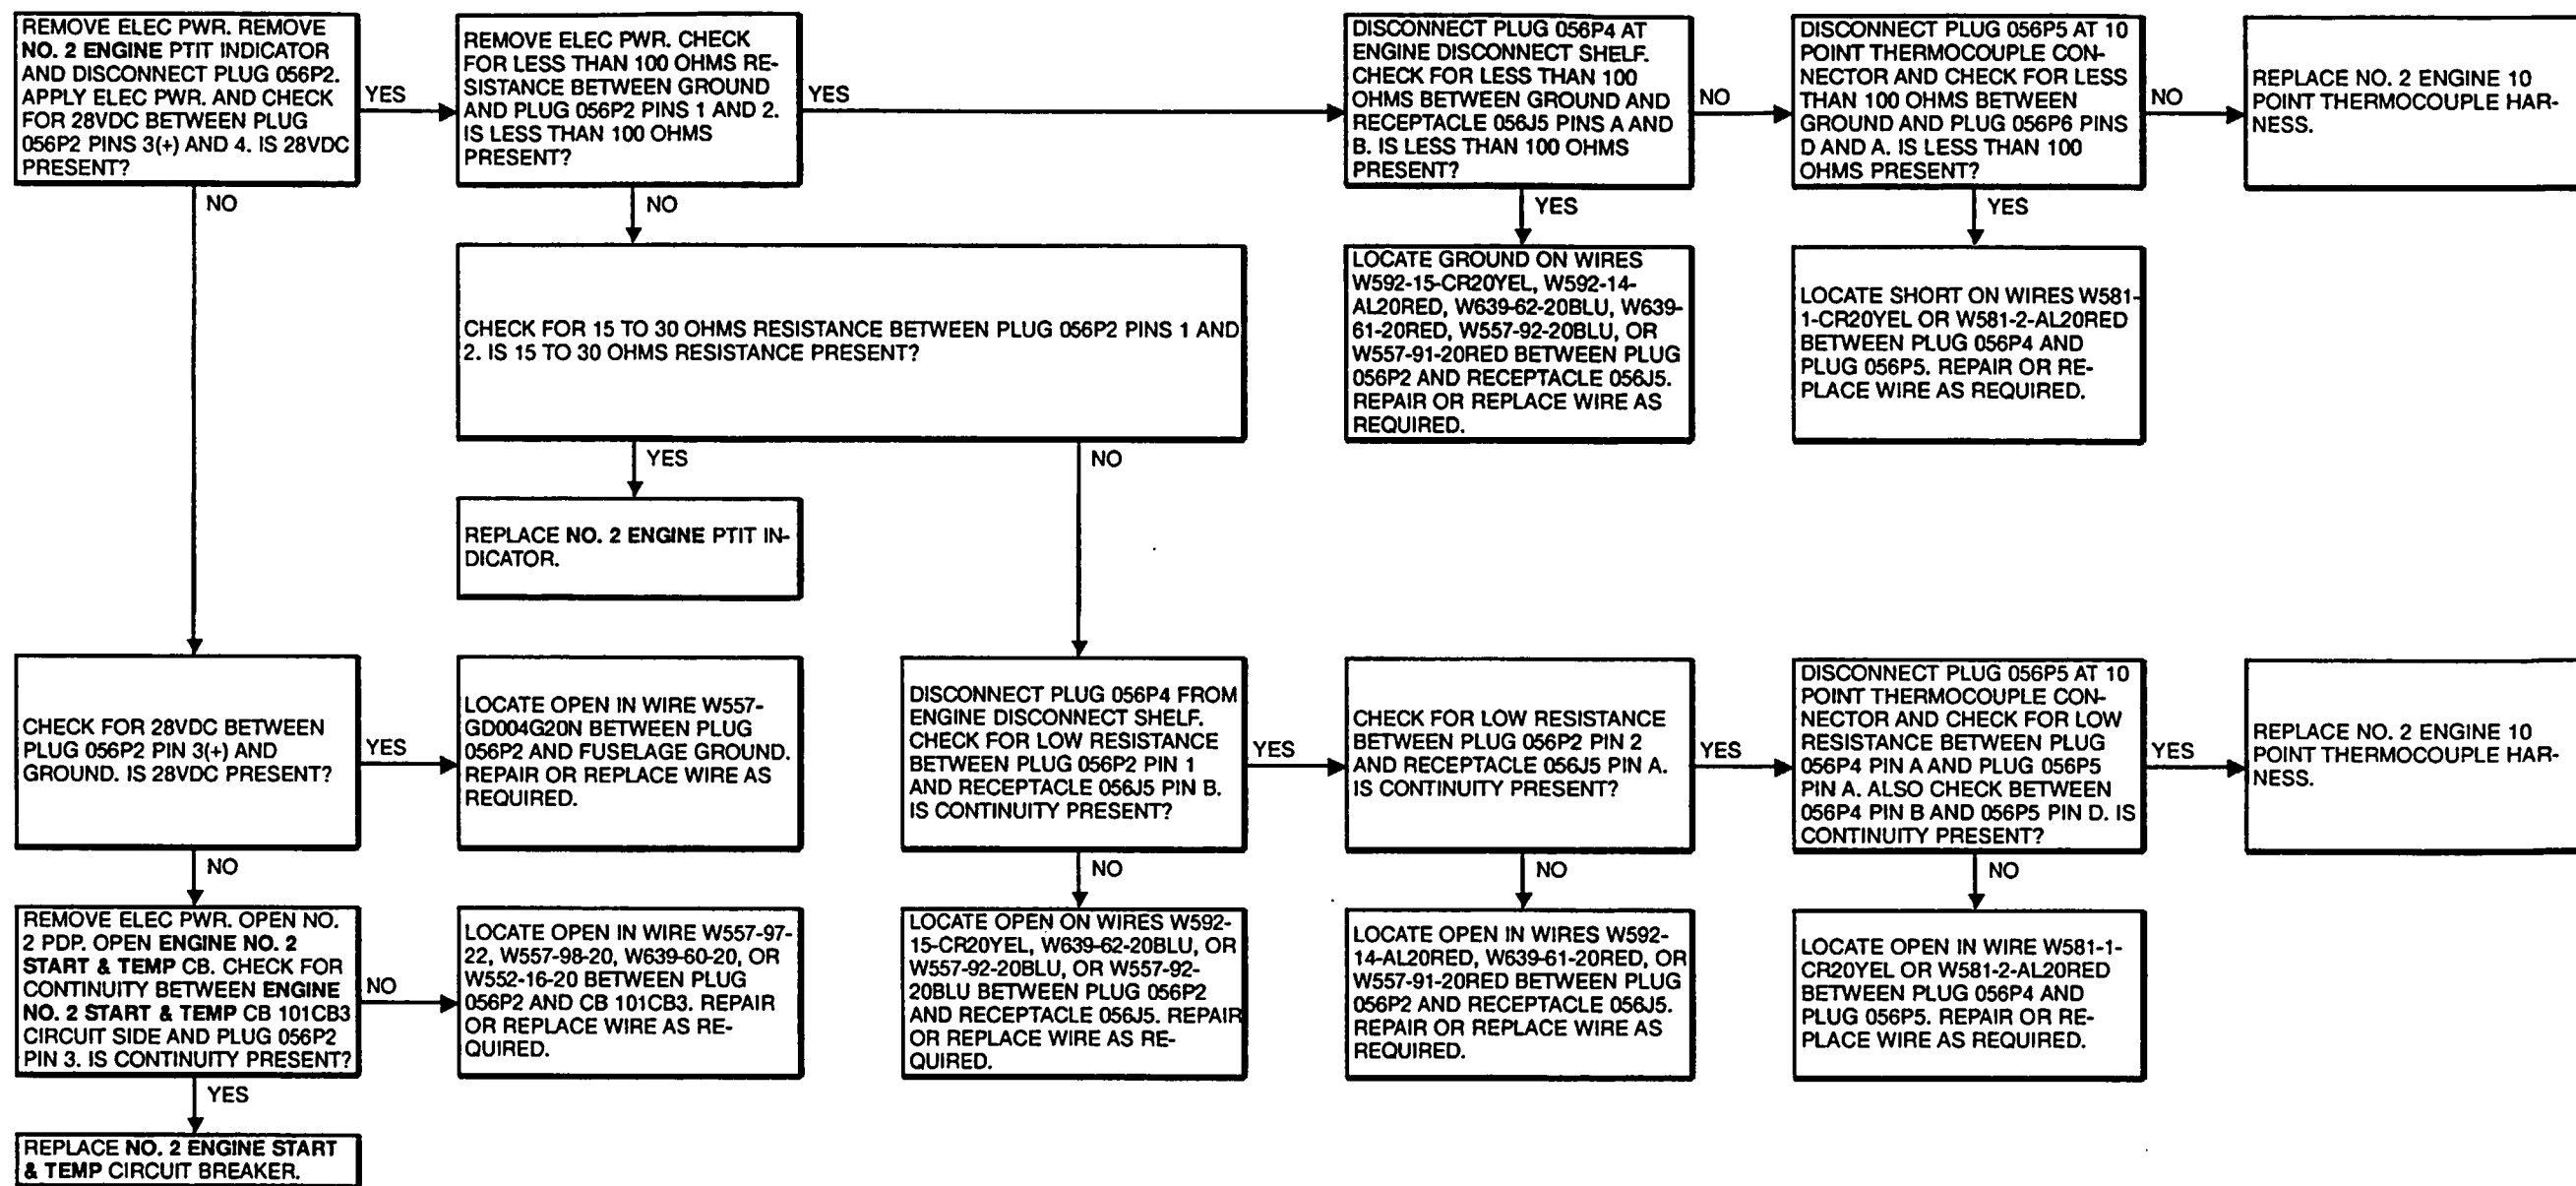 REMOVE ELEC PWR. REMOVE
NO. 2 ENGINE PTIT INDICATOR
AND DISCONNECT PLUG 056P2.
APPLY ELEC PWR. AND CHECK
FOR 28VDC BETWEEN PLUG
056P2 PINS 3(+) AND 4. IS 28VDC
PRESENT?
YES
NO
REMOVE ELEC PWR. CHECK
FOR LESS THAN 100 OHMS RE-
SISTANCE BETWEEN GROUND
AND PLUG 056P2 PINS 1 AND 2.
IS LESS THAN 100 OHMS
PRESENT?
YES
NO
DISCONNECT PLUG 056P4 AT
ENGINE DISCONNECT SHELF.
CHECK FOR LESS THAN 100
OHMS BETWEEN GROUND AND
RECEPTACLE 056J5 PINS A AND
B. IS LESS THAN 100 OHMS
PRESENT?
NO
YES
DISCONNECT PLUG 056P5 AT 10
POINT THERMOCOUPLE CON-
NECTOR AND CHECK FOR LESS
THAN 100 OHMS BETWEEN
GROUND AND PLUG 056P6 PINS
D AND A. IS LESS THAN 100
OHMS PRESENT?
NO
YES
REPLACE NO. 2 ENGINE 10
POINT THERMOCOUPLE HAR-
NESS.
CHECK FOR 15 TO 30 OHMS RESISTANCE BETWEEN PLUG 056P2 PINS 1 AND
2. IS 15 TO 30 OHMS RESISTANCE PRESENT?
YES
NO
LOCATE GROUND ON WIRES
W592-15-CR20YEL, W592-14-
AL20RED, W639-62-20BLU, W639-
61-20RED, W557-92-20BLU, OR
W557-91-20RED BETWEEN PLUG
056P2 AND RECEPTACLE 056J5.
REPAIR OR REPLACE WIRE AS
REQUIRED.
LOCATE SHORT ON WIRES W581-
1-CR20YEL OR W581-2-AL20RED
BETWEEN PLUG 056P4 AND
PLUG 056P5. REPAIR OR RE-
PLACE WIRE AS REQUIRED.
REPLACE NO. 2 ENGINE PTIT IN-
DICATOR.
CHECK FOR 28VDC BETWEEN
PLUG 056P2 PIN 3(+) AND
GROUND. IS 28VDC PRESENT?
YES
NO
LOCATE OPEN IN WIRE W557-
GD004G20N BETWEEN PLUG
056P2 AND FUSELAGE GROUND.
REPAIR OR REPLACE WIRE AS
REQUIRED.
DISCONNECT PLUG 056P4 FROM
ENGINE DISCONNECT SHELF.
CHECK FOR LOW RESISTANCE
BETWEEN PLUG 056P2 PIN 1
AND RECEPTACLE 056J5 PIN B.
IS CONTINUITY PRESENT?
YES
NO
CHECK FOR LOW RESISTANCE
BETWEEN PLUG 056P2 PIN 2
AND RECEPTACLE 056J5 PIN A.
IS CONTINUITY PRESENT?
YES
NO
DISCONNECT PLUG 056P5 AT 10
POINT THERMOCOUPLE CON-
NECTOR AND CHECK FOR LOW
RESISTANCE BETWEEN PLUG
056P4 PIN A AND PLUG 056P5
PIN A. ALSO CHECK BETWEEN
056P4 PIN B AND 056P5 PIN D. IS
CONTINUITY PRESENT?
YES
NO
REPLACE NO. 2 ENGINE 10
POINT THERMOCOUPLE HAR-
NESS.
REMOVE ELEC PWR. OPEN NO.
2 PDP. OPEN ENGINE NO. 2
START & TEMP CB. CHECK FOR
CONTINUITY BETWEEN ENGINE
NO. 2 START & TEMP CB 101CB3
CIRCUIT SIDE AND PLUG 056P2
PIN 3. IS CONTINUITY PRESENT?
NO
YES
LOCATE OPEN IN WIRE W557-97-
22, W557-98-20, W639-60-20, OR
W552-16-20 BETWEEN PLUG
056P2 AND CB 101CB3. REPAIR
OR REPLACE WIRE AS RE-
QUIRED.
LOCATE OPEN ON WIRES W592-
15-CR20YEL, W639-62-20BLU, OR
W557-92-20BLU, OR W557-92-
20BLU BETWEEN PLUG 056P2
AND RECEPTACLE 056J5. REPAIR
OR REPLACE WIRE AS RE-
QUIRED.
LOCATE OPEN IN WIRES W592-
14-AL20RED, W639-61-20RED, OR
W557-91-20RED BETWEEN PLUG
056P2 AND RECEPTACLE 056J5.
REPAIR OR REPLACE WIRE AS
REQUIRED.
LOCATE OPEN IN WIRE W581-1-
CR20YEL OR W581-2-AL20RED
BETWEEN PLUG 056P4 AND
PLUG 056P5. REPAIR OR RE-
PLACE WIRE AS REQUIRED.
REPLACE NO. 2 ENGINE START
& TEMP CIRCUIT BREAKER.